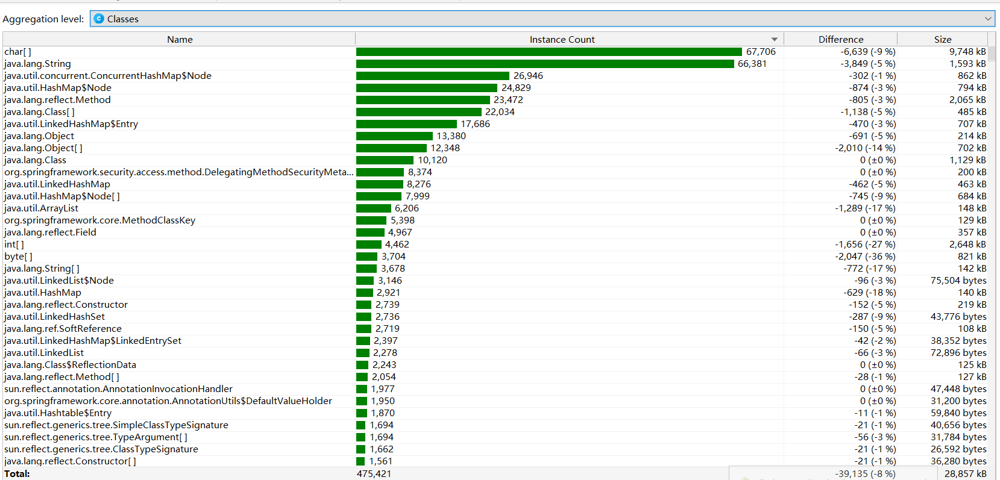 Aggregation level: C Classes
Name Instance Count Difference Size
char[] 67,706 -6,639 (-9 %) 9,748 kB
java.lang.String 66,381 -3,849 (-5 %) 1,593 kB
java.util.concurrent.ConcurrentHashMap$Node 26,946 -302 (-1 %) 862 kB
java.util.HashMap$Node 24,829 -874 (-3 %) 794 kB
java.lang.reflect.Method 23,472 -805 (-3 %) 2,065 kB
java.lang.Class[] 22,034 -1,138 (-5 %) 485 kB
java.util.LinkedHashMap$Entry 17,686 -470 (-3 %) 707 kB
java.lang.Object 13,380 -691 (-5 %) 214 kB
java.lang.Object[] 12,348 -2,010 (-14 %) 702 kB
java.lang.Class 10,120 0 (±0 %) 1,129 kB
org.springframework.security.access.method.DelegatingMethodSecurityMeta... 8,374 0 (±0 %) 200 kB
java.util.LinkedHashMap 8,276 -462 (-5 %) 463 kB
java.util.HashMap$Node[] 7,999 -745 (-9 %) 684 kB
java.util.ArrayList 6,206 -1,289 (-17 %) 148 kB
org.springframework.core.MethodClassKey 5,398 0 (±0 %) 129 kB
java.lang.reflect.Field 4,967 0 (±0 %) 357 kB
int[] 4,462 -1,656 (-27 %) 2,648 kB
byte[] 3,704 -2,047 (-36 %) 821 kB
java.lang.String[] 3,678 -772 (-17 %) 142 kB
java.util.LinkedList$Node 3,146 -96 (-3 %) 75,504 bytes
java.util.HashMap 2,921 -629 (-18 %) 140 kB
java.lang.reflect.Constructor 2,739 -152 (-5 %) 219 kB
java.util.LinkedHashSet 2,736 -287 (-9 %) 43,776 bytes
java.lang.ref.SoftReference 2,719 -150 (-5 %) 108 kB
java.util.LinkedHashMap$LinkedEntrySet 2,397 -42 (-2 %) 38,352 bytes
java.util.LinkedList 2,278 -66 (-3 %) 72,896 bytes
java.lang.Class$ReflectionData 2,243 0 (±0 %) 125 kB
java.lang.reflect.Method[] 2,054 -28 (-1 %) 127 kB
sun.reflect.annotation.AnnotationInvocationHandler 1,977 0 (±0 %) 47,448 bytes
org.springframework.core.annotation.AnnotationUtils$DefaultValueHolder 1,950 0 (±0 %) 31,200 bytes
java.util.Hashtable$Entry 1,870 -11 (-1 %) 59,840 bytes
sun.reflect.generics.tree.SimpleClassTypeSignature 1,694 -21 (-1 %) 40,656 bytes
sun.reflect.generics.tree.TypeArgument[] 1,694 -56 (-3 %) 31,784 bytes
sun.reflect.generics.tree.ClassTypeSignature 1,662 -21 (-1 %) 26,592 bytes
java.lang.reflect.Constructor[] 1,561 -21 (-1 %) 36,280 bytes
Total: 475,421 -39,135 (-8 %) 28,857 kB